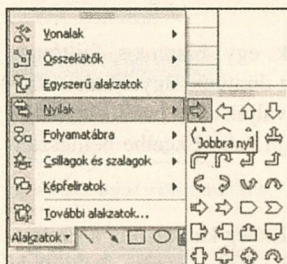 Vonalak
Összekötők
Egyszerű alakzatok
Nyilak
Folyamatábra
Csillagok és szalagok
Képfeliratok
További alakzatok...
Alakzatok
Jobbra nyíl